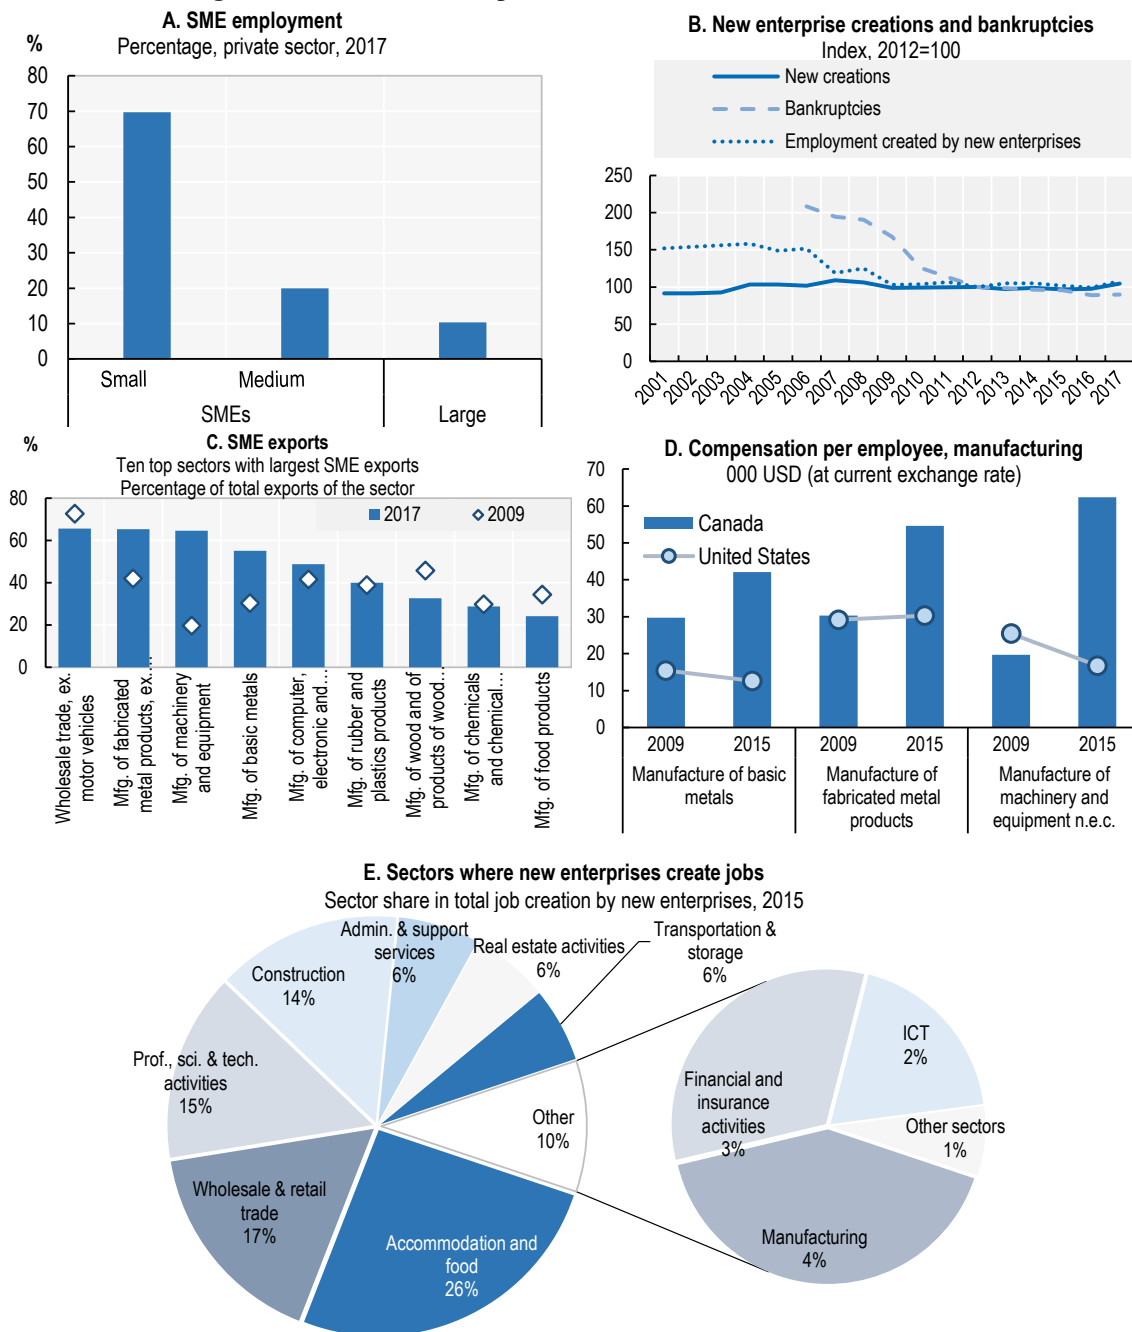 A. SME employment
Percentage, private sector, 2017
%
80
70
60
50
40
30
20
10
0
Small
Medium
SMEs
Large
B. New enterprise creations and bankruptcies
Index, 2012=100
New creations
Bankruptcies
Employment created by new enterprises
250
200
150
100
50
0
2001
2002
2003
2004
2005
2006
2007
2008
2009
2010
2011
2012
2013
2014
2015
2016
2017
%
C. SME exports
Ten top sectors with largest SME exports
Percentage of total exports of the sector
2017
2009
80
60
40
20
0
Wholesale trade, ex.
motor vehicles
Mfg. of fabricated
metal products, ex....
Mfg. of machinery
and equipment
Mfg. of basic metals
Mfg. of computer,
electronic and...
Mfg. of rubber and
plastics products
Mfg. of wood and of
products of wood...
Mfg. of chemicals
and chemical...
Mfg. of food products
D. Compensation per employee, manufacturing
000 USD (at current exchange rate)
Canada
United States
70
60
50
40
30
20
10
0
2009
2015
2009
2015
2009
2015
Manufacture of basic
metals
Manufacture of
fabricated metal
products
Manufacture of
machinery and
equipment n.e.c.
E. Sectors where new enterprises create jobs
Sector share in total job creation by new enterprises, 2015
Admin. & support
services
6%
Real estate activities
6%
Transportation &
storage
6%
Construction
14%
Prof., sci. & tech.
activities
15%
Other
10%
Wholesale & retail
trade
17%
Accommodation and
food
26%
ICT
2%
Financial and
insurance
activities
3%
Other sectors
1%
Manufacturing
4%